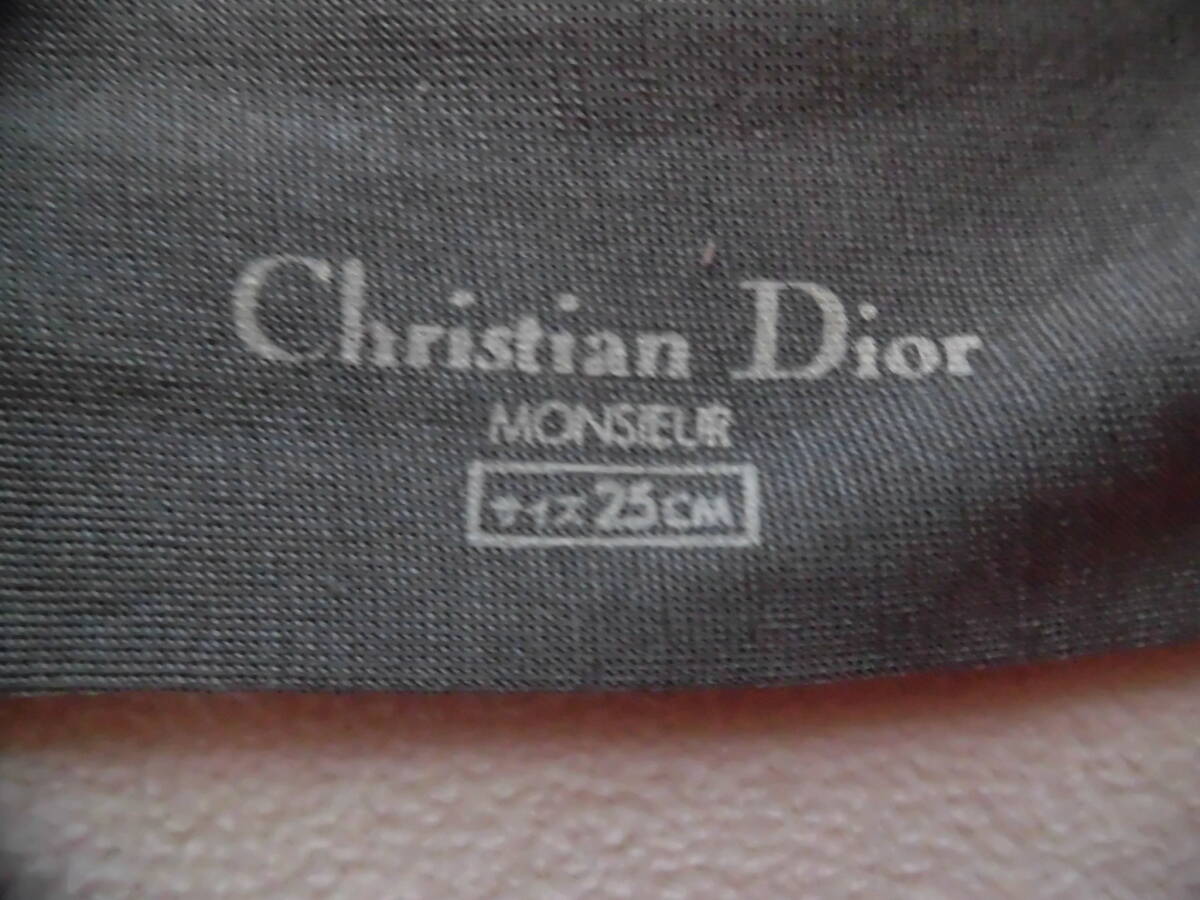 Christian Dior
MONSIEUR
サイズ 25CM